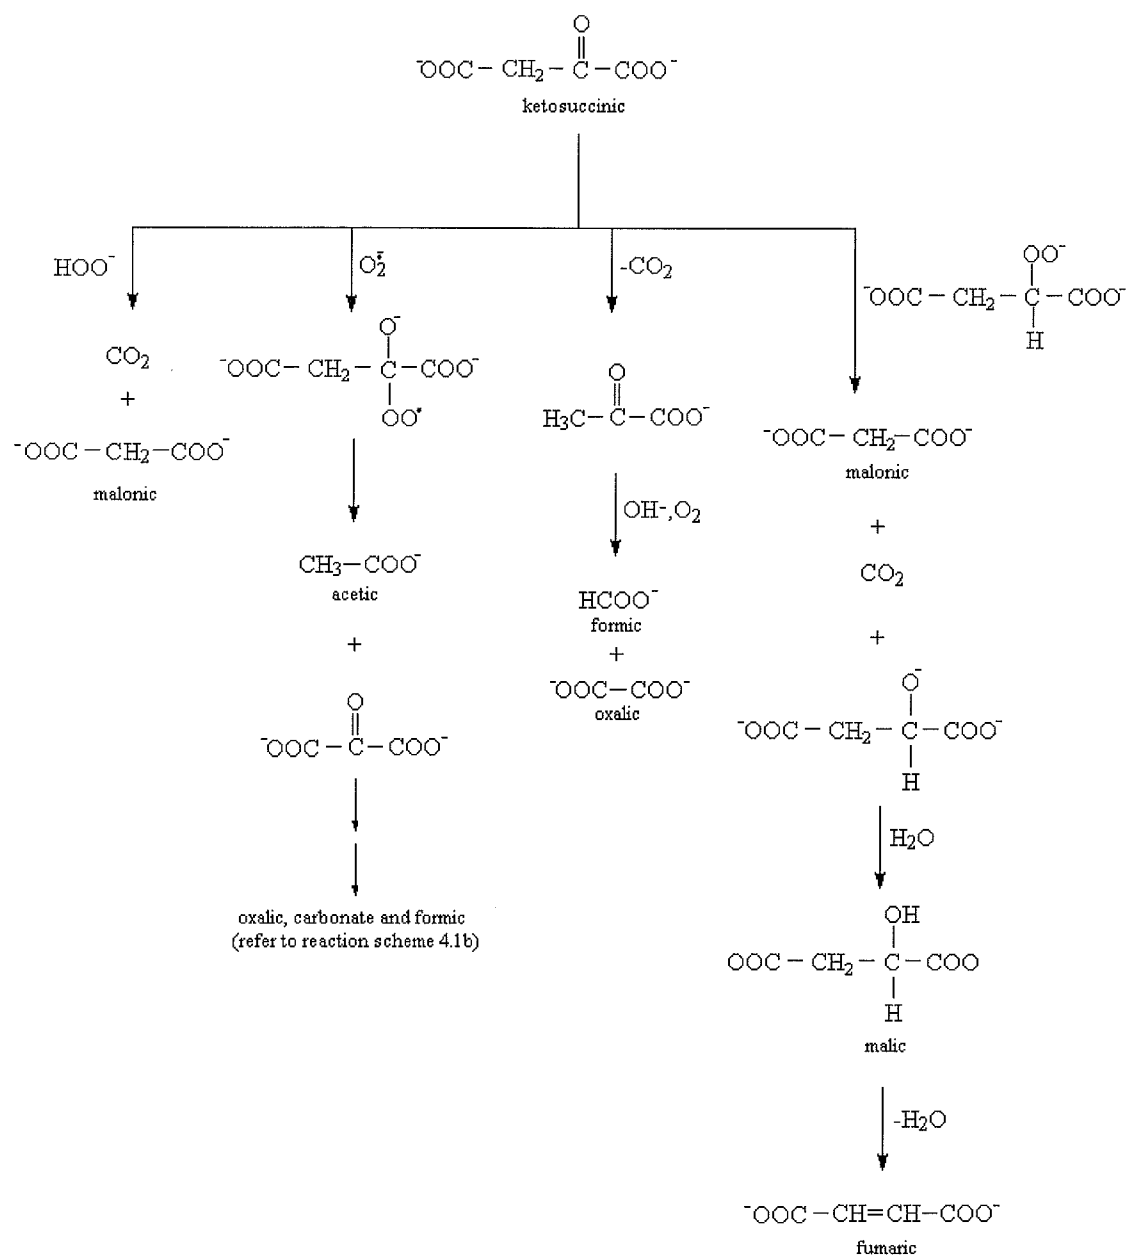 O
⁻OOC – CH₂ – C – COO⁻
ketosuccinic
HOO⁻
O₂•⁻
-CO₂
OO⁻
⁻OOC – CH₂ – C – COO⁻
H
CO₂
+
⁻OOC – CH₂ – COO⁻
malonic
O⁻
⁻OOC – CH₂ – C – COO⁻
OO•
CH₃ – COO⁻
acetic
+
O
⁻OOC – C – COO⁻
oxalic, carbonate and formic
(refer to reaction scheme 4.1b)
O
H₃C – C – COO⁻
OH⁻,O₂
HCOO⁻
formic
+
⁻OOC – COO⁻
oxalic
⁻OOC – CH₂ – COO⁻
malonic
+
CO₂
+
O⁻
⁻OOC – CH₂ – C – COO⁻
H
H₂O
OH
OOC – CH₂ – C – COO
H
malic
-H₂O
⁻OOC – CH=CH – COO⁻
fumaric